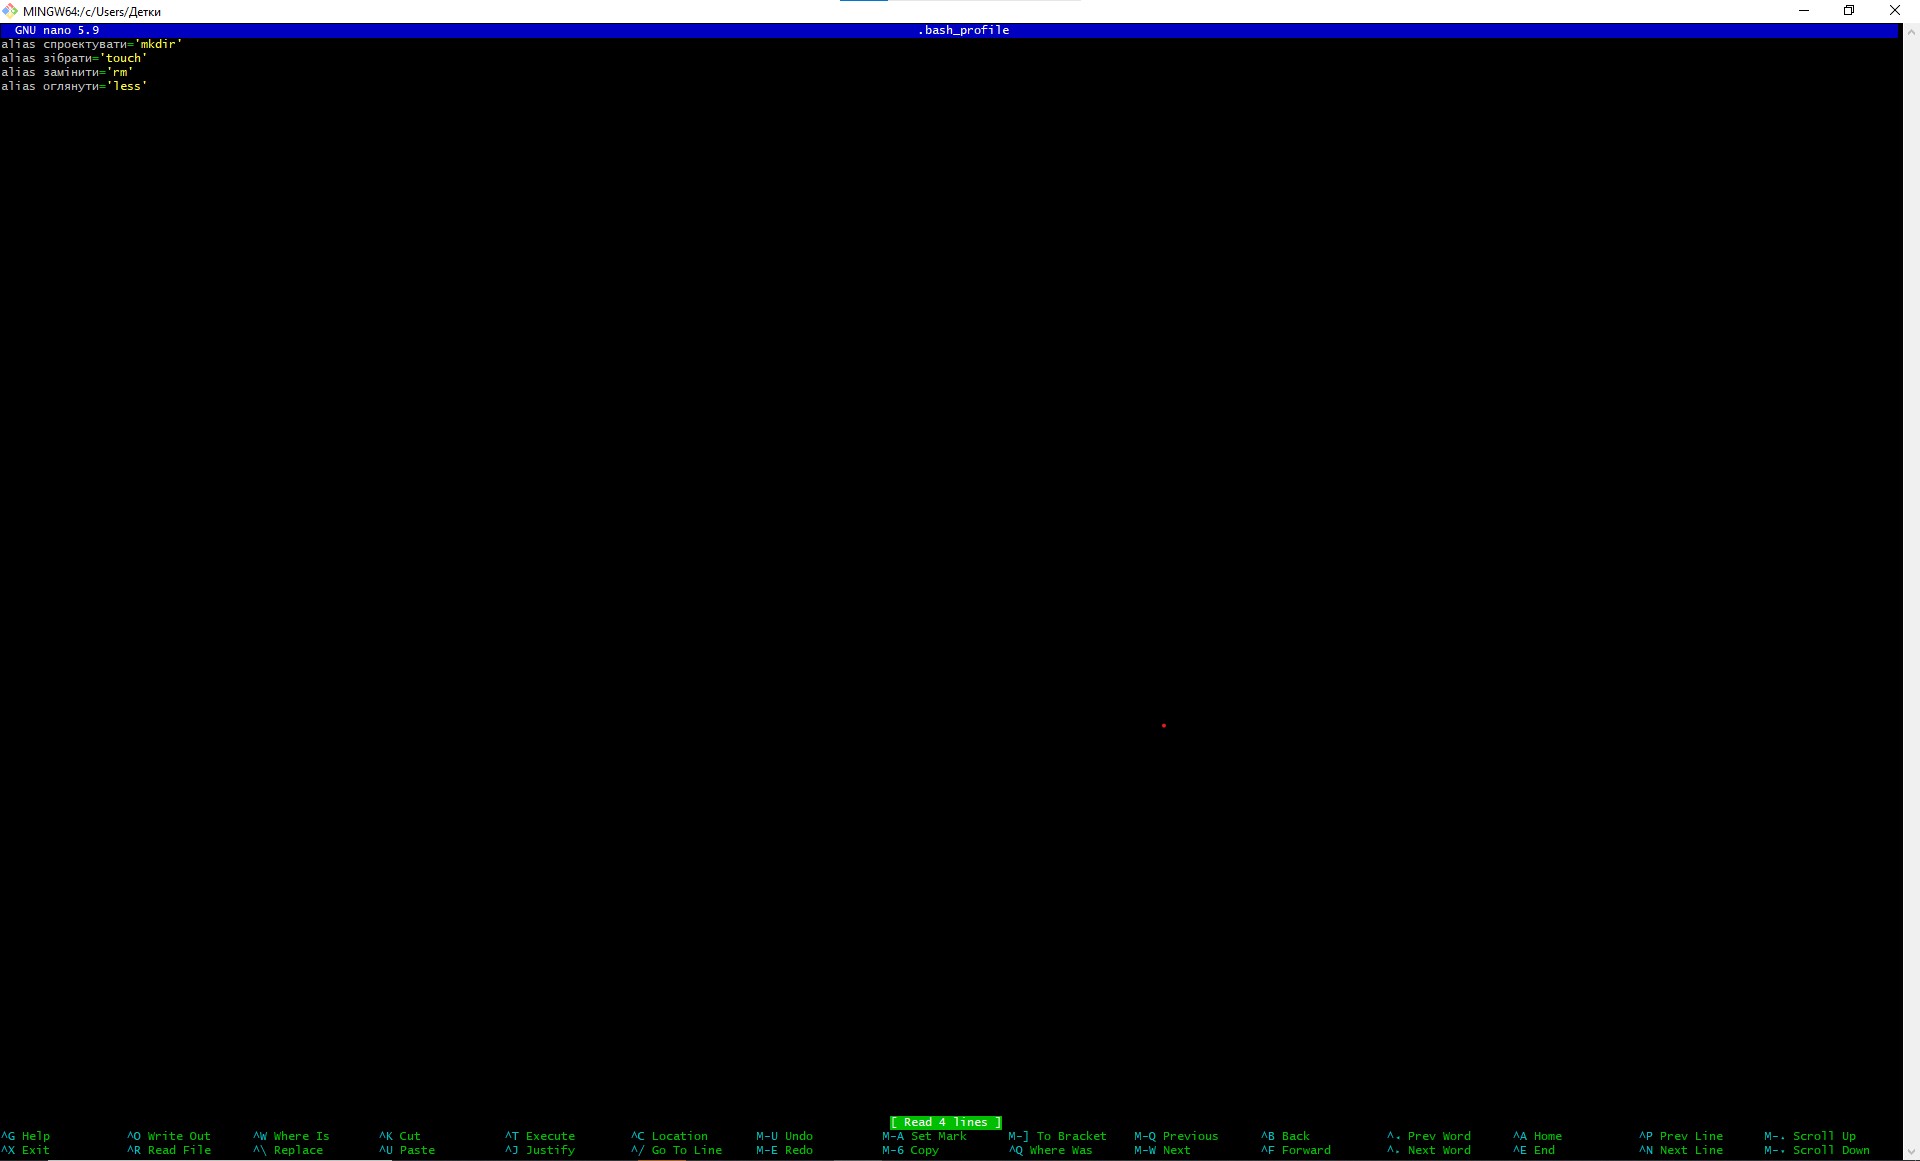 MINGW64:/c/Users/Детки
GNU nano 5.9 .bash_profile
alias спроектувати='mkdir'
alias зібрати='touch'
alias замінити='rm'
alias оглянути='less'
[ Read 4 lines ]
^G Help ^O Write Out ^W Where Is ^K Cut ^T Execute ^C Location M-U Undo M-A Set Mark M-] To Bracket M-Q Previous ^B Back Prev Word ^A Home ^P Prev Line Scroll Up
^X Exit ^R Read File ^\ Replace ^U Paste ^J Justify ^/ Go To Line M-E Redo M-6 Copy ^Q Where Was M-W Next ^F Forward Next Word ^E End ^N Next Line Scroll Down